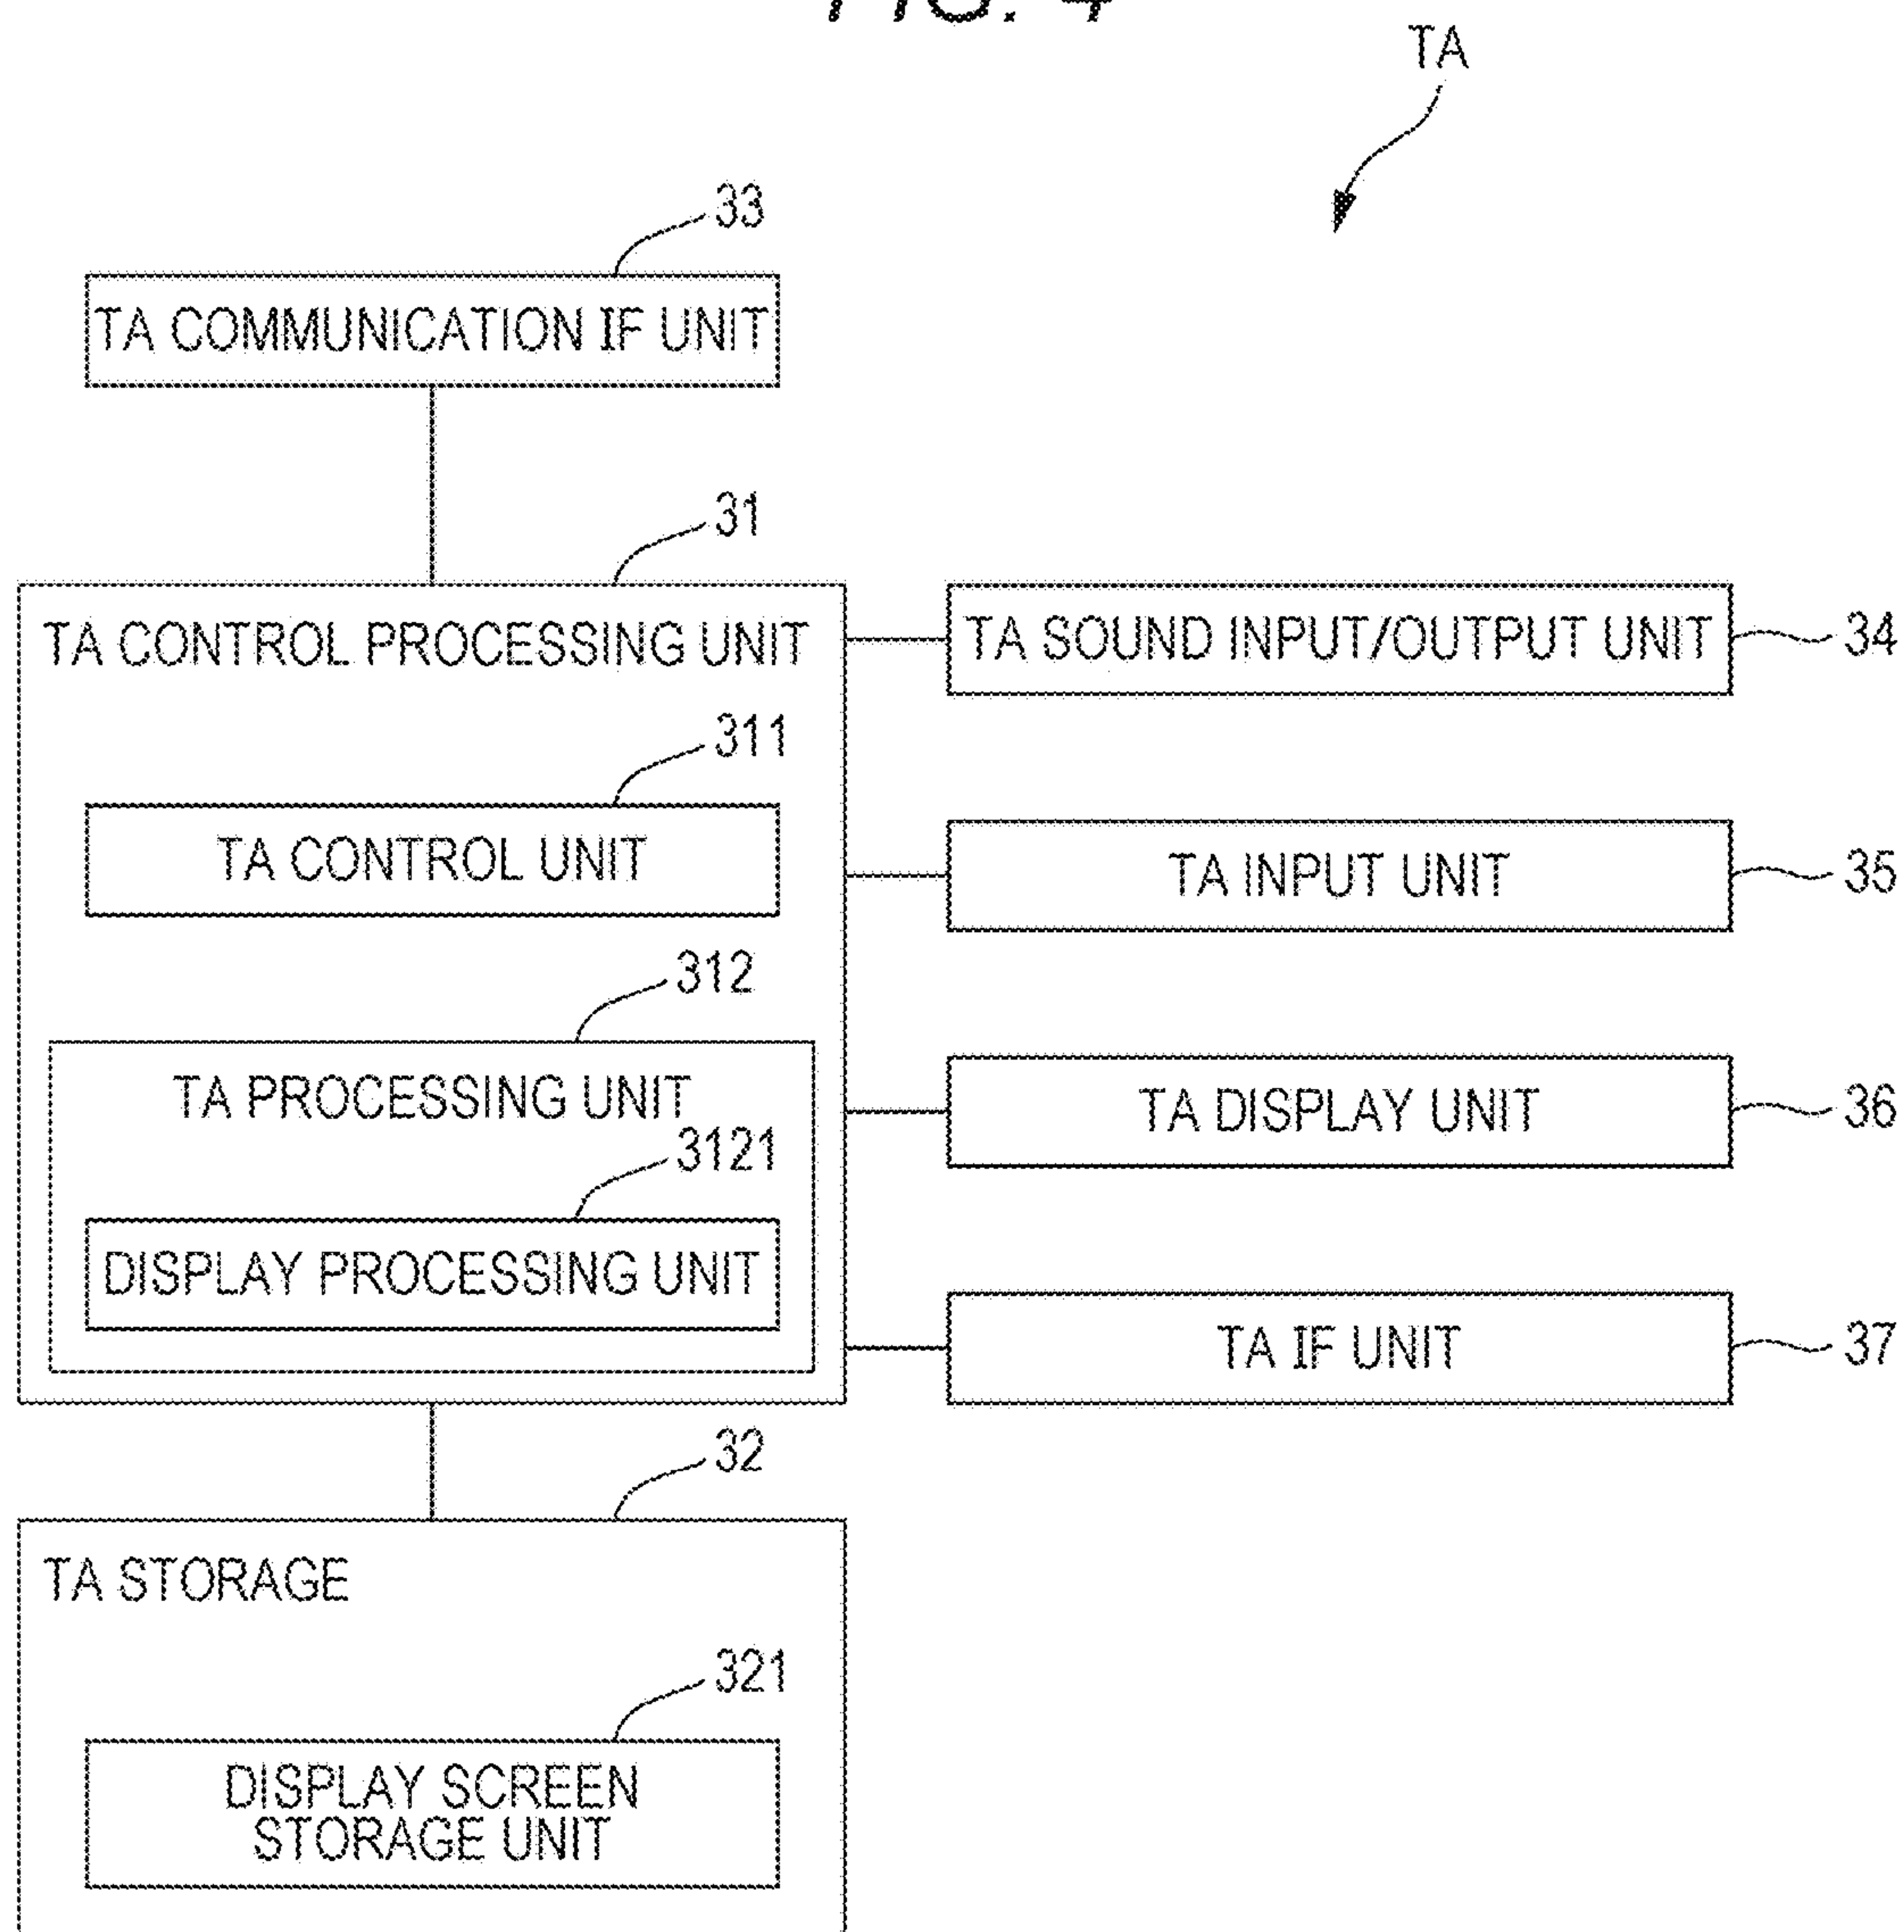 FIG. 4
TA
33
TA COMMUNICATION IF UNIT
31
TA CONTROL PROCESSING UNIT
TA SOUND INPUT/OUTPUT UNIT
34
311
TA CONTROL UNIT
TA INPUT UNIT
35
312
TA PROCESSING UNIT
TA DISPLAY UNIT
36
3121
DISPLAY PROCESSING UNIT
TA IF UNIT
37
32
TA STORAGE
321
DISPLAY SCREEN
STORAGE UNIT